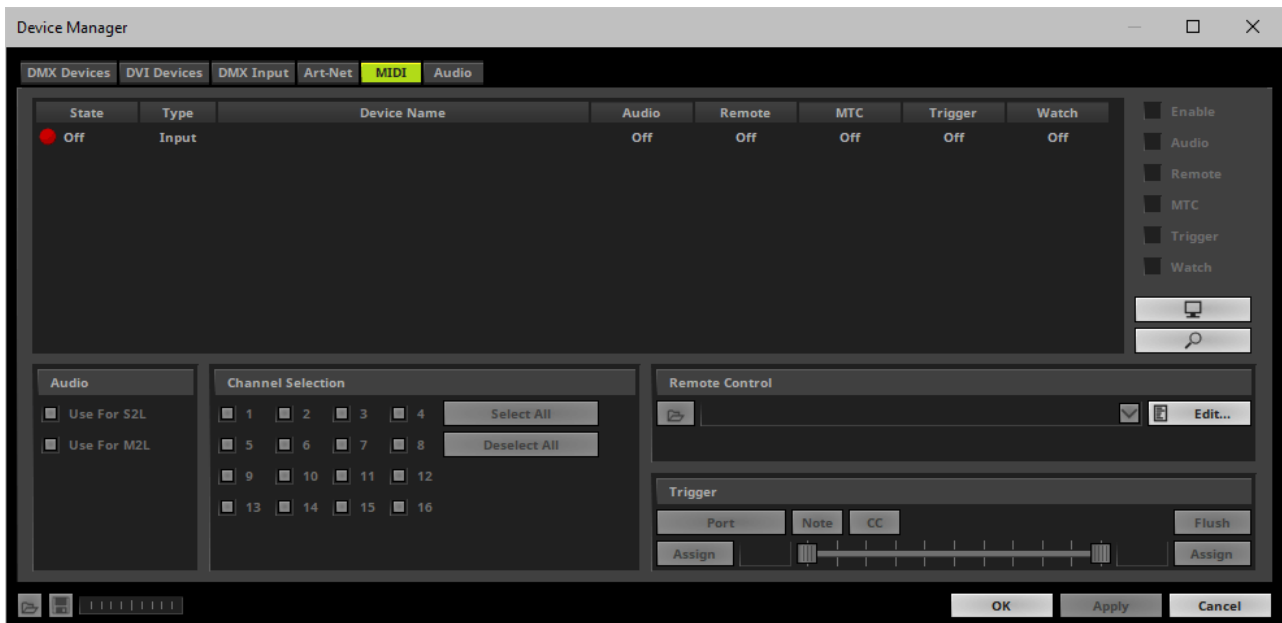 Device Manager
DMX Devices DVI Devices DMX Input Art-Net MIDI Audio
State Type Device Name Audio Remote MTC Trigger Watch
Off Input Off Off Off Off Off
Enable
Audio
Remote
MTC
Trigger
Watch
Audio
Use For S2L
Use For M2L
Channel Selection
1 2 3 4 Select All
5 6 7 8 Deselect All
9 10 11 12
13 14 15 16
Remote Control
Edit...
Trigger
Port Note CC Flush
Assign Assign
OK Apply Cancel